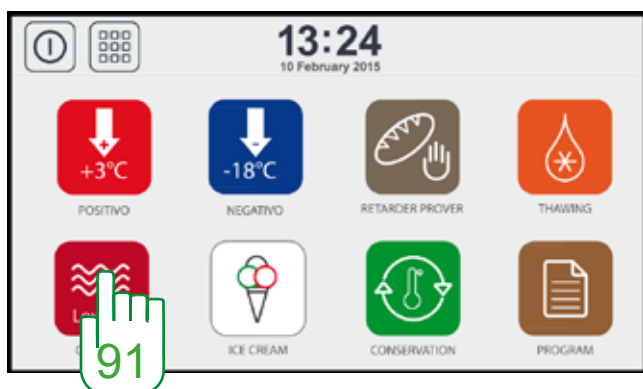 13:24
10 February 2015
+3°C
-18°C
POSITIVO
NEGATIVO
RETARDER PROVER
THAWING
ICE CREAM
CONSERVATION
PROGRAM
91